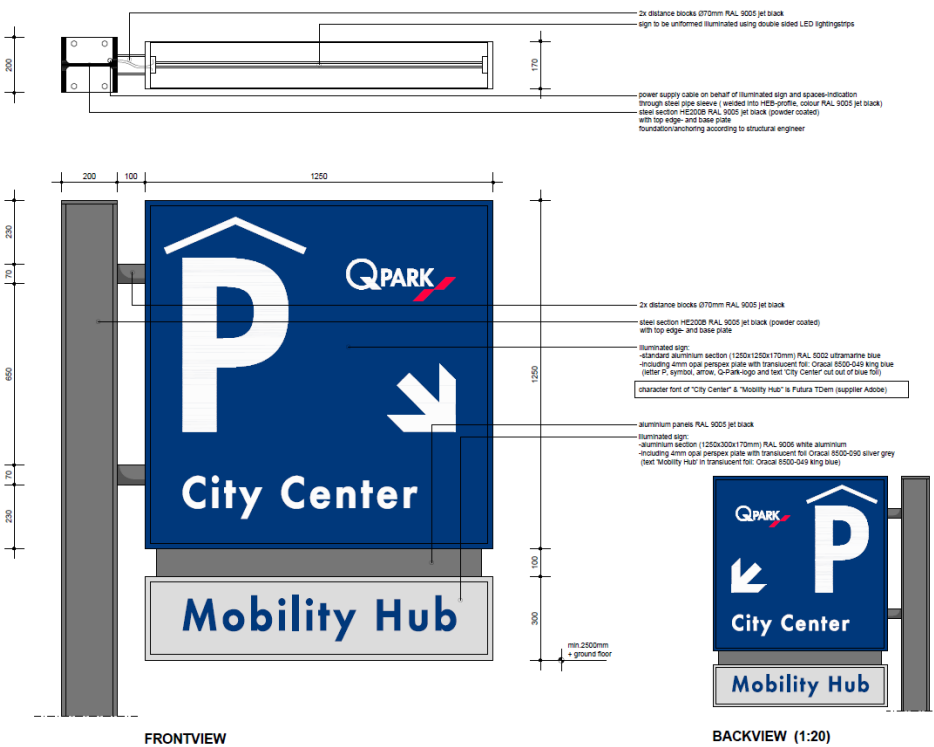 2x distance blocks Ø70mm RAL 9005 jet black
sign to be uniformed illuminated using double sided LED lightingstrips
200
170
power supply cable on behalf of illuminated sign and spaces-indication
through steel pipe sleeve ( welded into HEB-profile, colour RAL 9005 jet black)
steel section HE200B RAL 9005 jet black (powder coated)
with top edge- and base plate
foundation/anchoring according to structural engineer
200
100
1250
230
70
650
70
230
P
QPARK
City Center
Mobility Hub
1250
100
300
min.2500mm
+ ground floor
2x distance blocks Ø70mm RAL 9005 jet black
steel section HE200B RAL 9005 jet black (powder coated)
with top edge- and base plate
illuminated sign:
-standard aluminium section (1250x1250x170mm) RAL 5002 ultramarine blue
-including 4mm opal perspex plate with translucent foil: Oracal 8500-049 king blue
(letter P, symbol, arrow, Q-Park-logo and text 'City Center' cut out of blue foil)
character font of "City Center" & "Mobility Hub" is Futura TDem (supplier Adobe)
aluminium panels RAL 9005 jet black
illuminated sign:
-aluminium section (1250x300x170mm) RAL 9006 white aluminium
-including 4mm opal perspex plate with translucent foil Oracal 8500-090 silver grey
(text 'Mobility Hub' in translucent foil: Oracal 8500-049 king blue)
QPARK
P
City Center
Mobility Hub
FRONTVIEW
BACKVIEW (1:20)